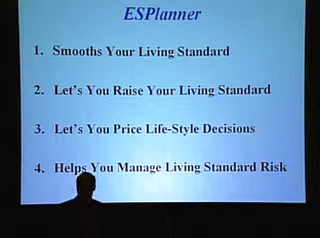 ESPlanner
1. Smooths Your Living Standard
2. Let's You Raise Your Living Standard
3. Let's You Price Life-Style Decisions
4. Helps You Manage Living Standard Risk